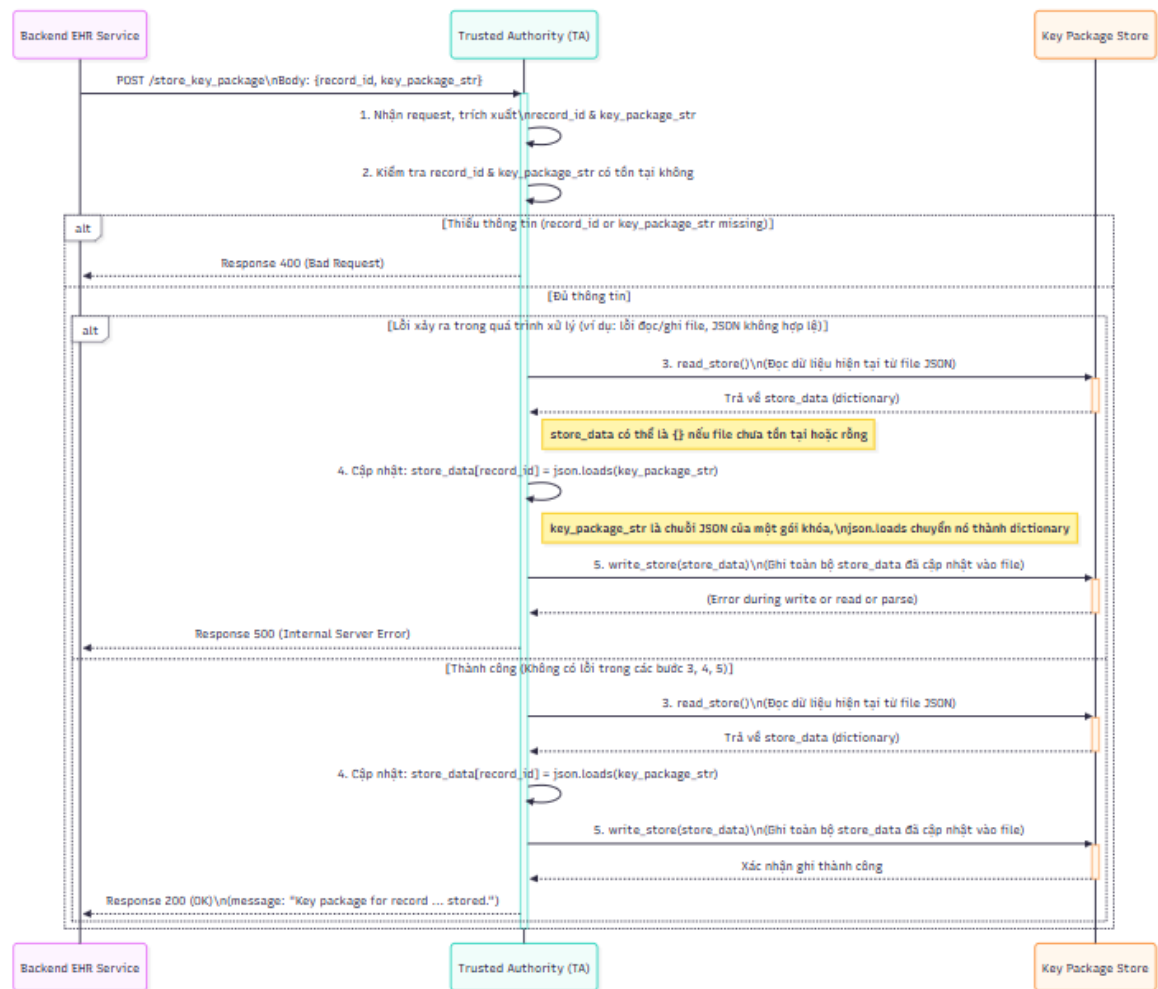 Backend EHR Service
Trusted Authority (TA)
Key Package Store
POST /store_key_package\nBody: {record_id, key_package_str}
1. Nhận request, trích xuất\nrecord_id & key_package_str
2. Kiểm tra record_id & key_package_str có tồn tại không
alt
[Thiếu thông tin (record_id or key_package_str missing)]
Response 400 (Bad Request)
[Đủ thông tin]
alt
[Lỗi xảy ra trong quá trình xử lý (ví dụ: lỗi đọc/ghi file, JSON không hợp lệ)]
3. read_store()\n(Đọc dữ liệu hiện tại từ file JSON)
Trả về store_data (dictionary)
store_data có thể là {} nếu file chưa tồn tại hoặc rỗng
4. Cập nhật: store_data[record_id] = json.loads(key_package_str)
key_package_str là chuỗi JSON của một gói khóa,\njson.loads chuyển nó thành dictionary
5. write_store(store_data)\n(Ghi toàn bộ store_data đã cập nhật vào file)
(Error during write or read or parse)
Response 500 (Internal Server Error)
[Thành công (Không có lỗi trong các bước 3, 4, 5)]
3. read_store()\n(Đọc dữ liệu hiện tại từ file JSON)
Trả về store_data (dictionary)
4. Cập nhật: store_data[record_id] = json.loads(key_package_str)
5. write_store(store_data)\n(Ghi toàn bộ store_data đã cập nhật vào file)
Xác nhận ghi thành công
Response 200 (OK)\n(message: "Key package for record ... stored.")
Backend EHR Service
Trusted Authority (TA)
Key Package Store